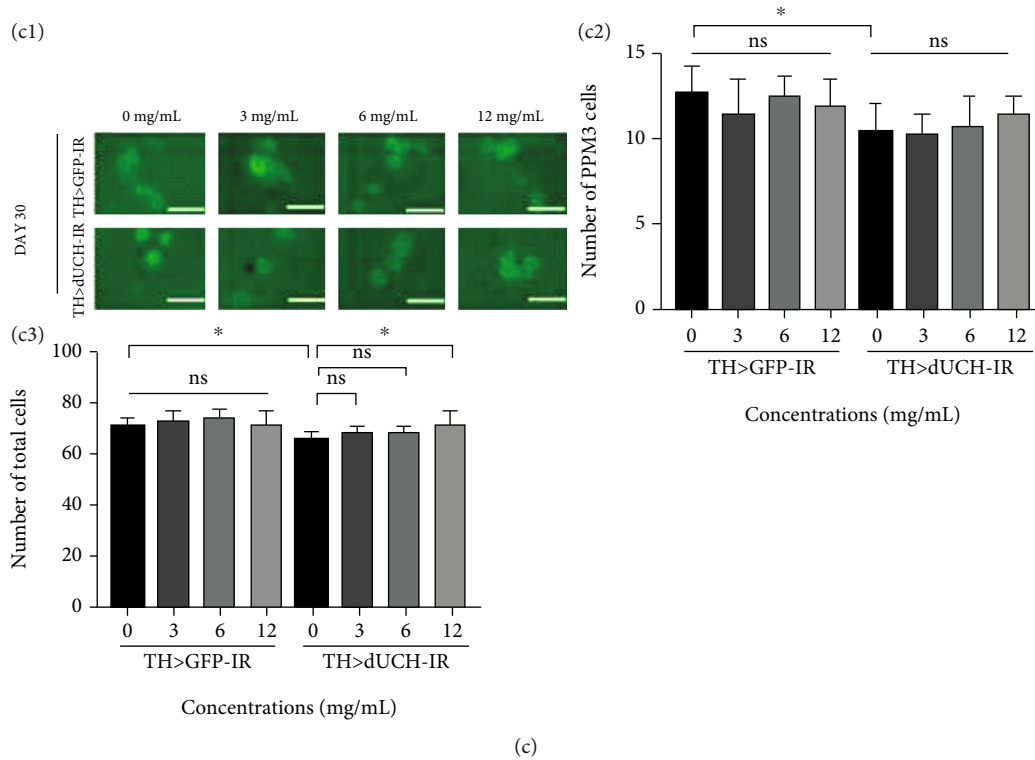 (c1)
0 mg/mL 3 mg/mL 6 mg/mL 12 mg/mL
DAY 30
TH>GFP-IR
TH>dUCH-IR
(c2)
*
ns ns
15
10
5
0
Number of PPM3 cells
0 3 6 12 0 3 6 12
TH>GFP-IR TH>dUCH-IR
Concentrations (mg/mL)
(c3)
* *
ns
ns ns
100
80
60
40
20
0
Number of total cells
0 3 6 12 0 3 6 12
TH>GFP-IR TH>dUCH-IR
Concentrations (mg/mL)
(c)